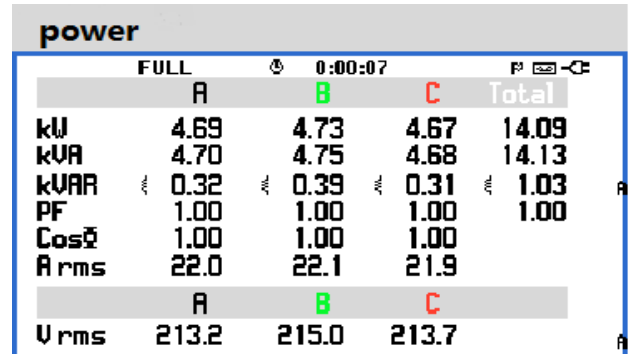 power
FULL 0:00:07
A B C Total
kW 4.69 4.73 4.67 14.09
kVA 4.70 4.75 4.68 14.13
kVAR 0.32 0.39 0.31 1.03
PF 1.00 1.00 1.00 1.00
CosΦ 1.00 1.00 1.00
A rms 22.0 22.1 21.9
A B C
V rms 213.2 215.0 213.7